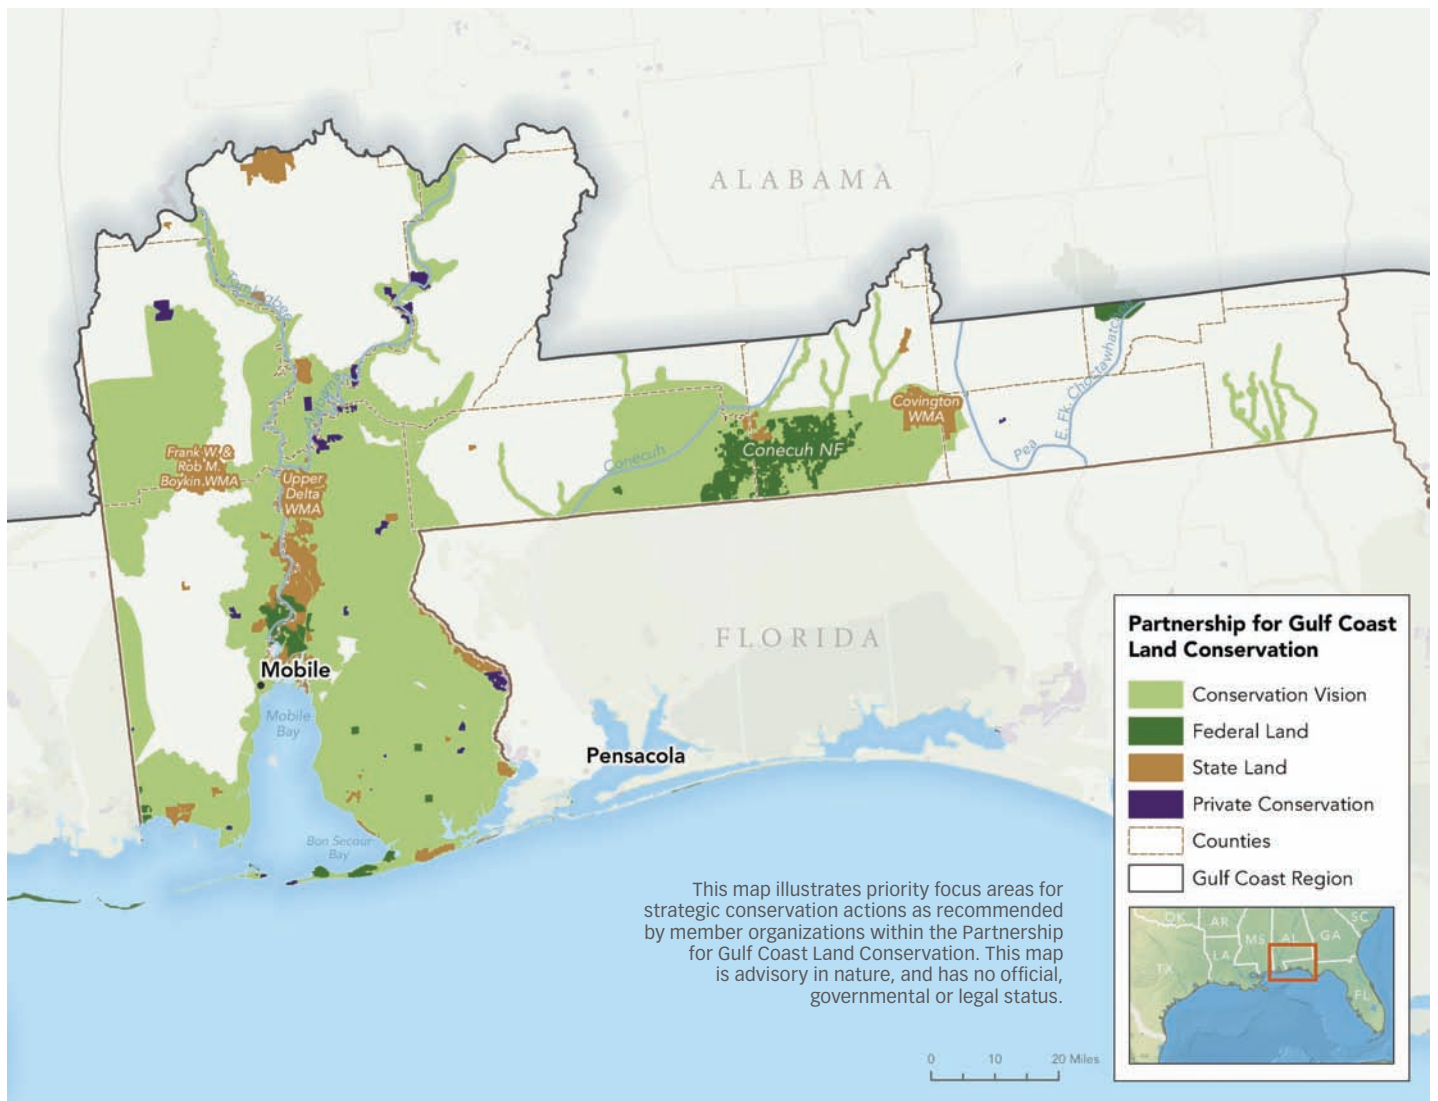 ALABAMA
Tombigbee
Alabama
Frank W. &
Rob M.
Boykin WMA
Upper
Delta
WMA
Conecuh
Conecuh NF
Covington
WMA
Pea
E. Fk. Choctawhatch
FLORIDA
Mobile
Mobile
Bay
Pensacola
Bon Secour
Bay
This map illustrates priority focus areas for
strategic conservation actions as recommended
by member organizations within the Partnership
for Gulf Coast Land Conservation. This map
is advisory in nature, and has no official,
governmental or legal status.
0 10 20 Miles
Partnership for Gulf Coast
Land Conservation
Conservation Vision
Federal Land
State Land
Private Conservation
Counties
Gulf Coast Region
OK
AR
SC
MS
AL
GA
LA
TX
FL